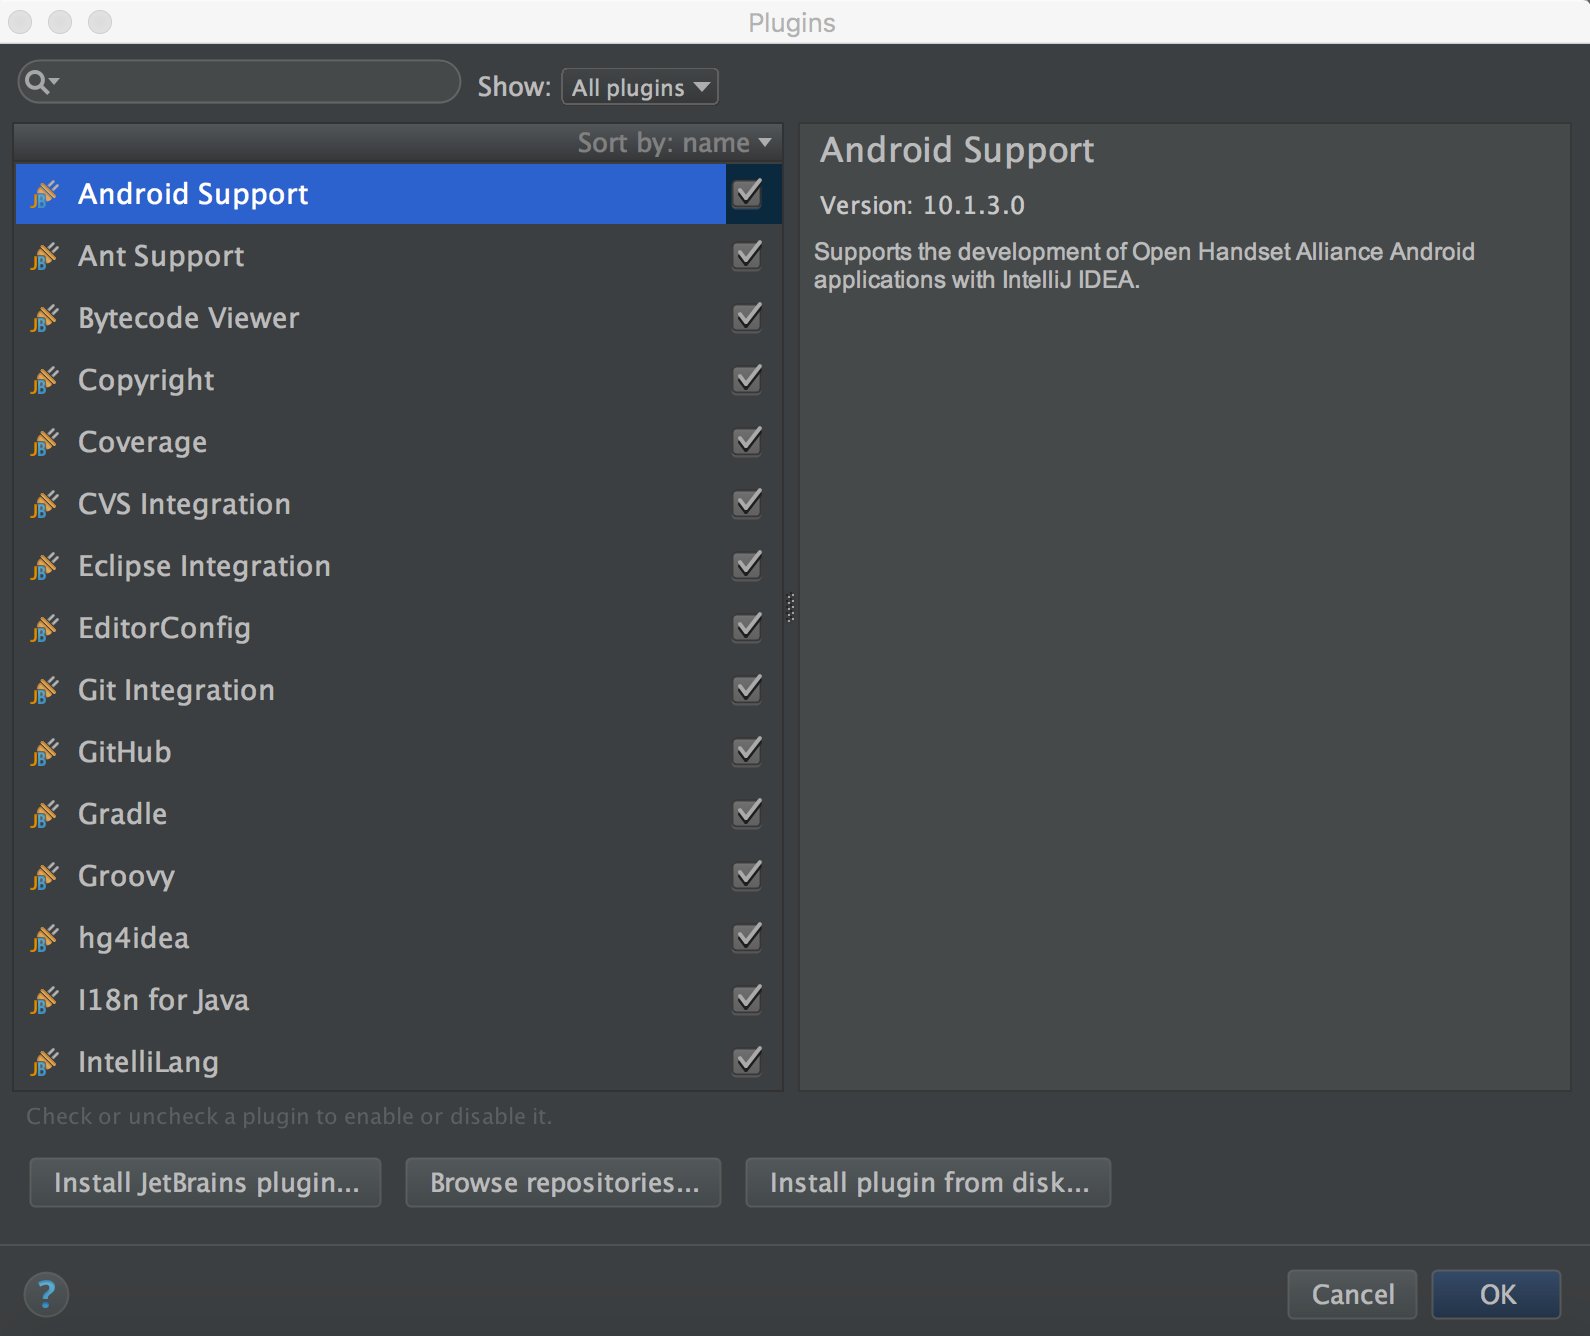 Plugins
Show: All plugins
Sort by: name
Android Support
Ant Support
Bytecode Viewer
Copyright
Coverage
CVS Integration
Eclipse Integration
EditorConfig
Git Integration
GitHub
Gradle
Groovy
hg4idea
I18n for Java
IntelliLang
Android Support
Version: 10.1.3.0
Supports the development of Open Handset Alliance Android
applications with IntelliJ IDEA.
Check or uncheck a plugin to enable or disable it.
Install JetBrains plugin... Browse repositories... Install plugin from disk...
? Cancel OK